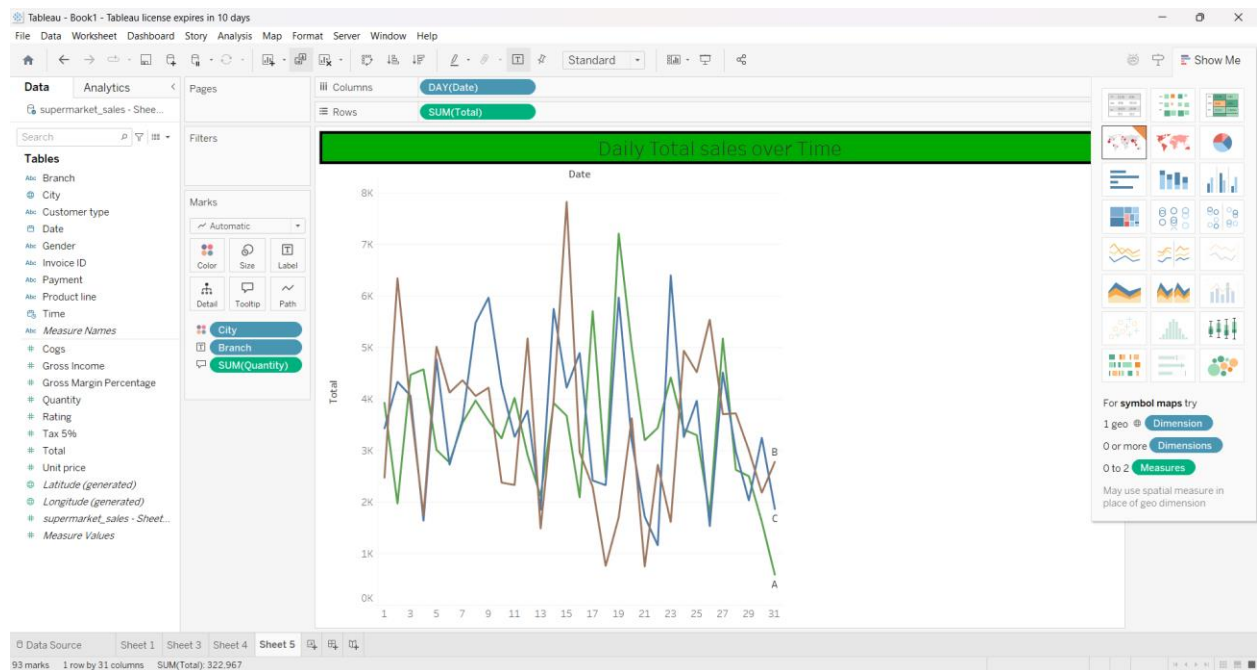 Tableau - Book1 - Tableau license expires in 10 days
File Data Worksheet Dashboard Story Analysis Map Format Server Window Help
Standard
Show Me
Data Analytics
supermarket_sales - Shee...
Search
Tables
Abc Branch
City
Abc Customer type
Date
Abc Gender
Abc Invoice ID
Abc Payment
Abc Product line
Time
Abc Measure Names
# Cogs
# Gross Income
# Gross Margin Percentage
# Quantity
# Rating
# Tax 5%
# Total
# Unit price
Latitude (generated)
Longitude (generated)
# supermarket_sales - Sheet...
# Measure Values
Pages
Filters
Marks
Automatic
Color Size Label
Detail Tooltip Path
City
Branch
SUM(Quantity)
Columns DAY(Date)
Rows SUM(Total)
Daily Total sales over Time
Date
8K
7K
6K
5K
4K
3K
2K
1K
0K
Total
B
C
A
1 3 5 7 9 11 13 15 17 19 21 23 25 27 29 31
For symbol maps try
1 geo Dimension
0 or more Dimensions
0 to 2 Measures
May use spatial measure in
place of geo dimension
Data Source Sheet 1 Sheet 3 Sheet 4 Sheet 5
93 marks 1 row by 31 columns SUM(Total): 322.967